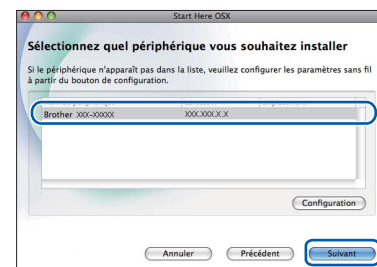 Start Here OSX
Sélectionnez quel périphérique vous souhaitez installer
Si le périphérique n'apparaît pas dans la liste, veuillez configurer les paramètres sans fil
à partir du bouton de configuration.
Brother XXX-XXXXX XXX.XXX.X.X
Configuration
Annuler Précédent Suivant